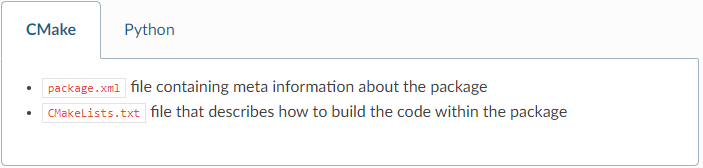 CMake Python
package.xml file containing meta information about the package
CMakeLists.txt file that describes how to build the code within the package